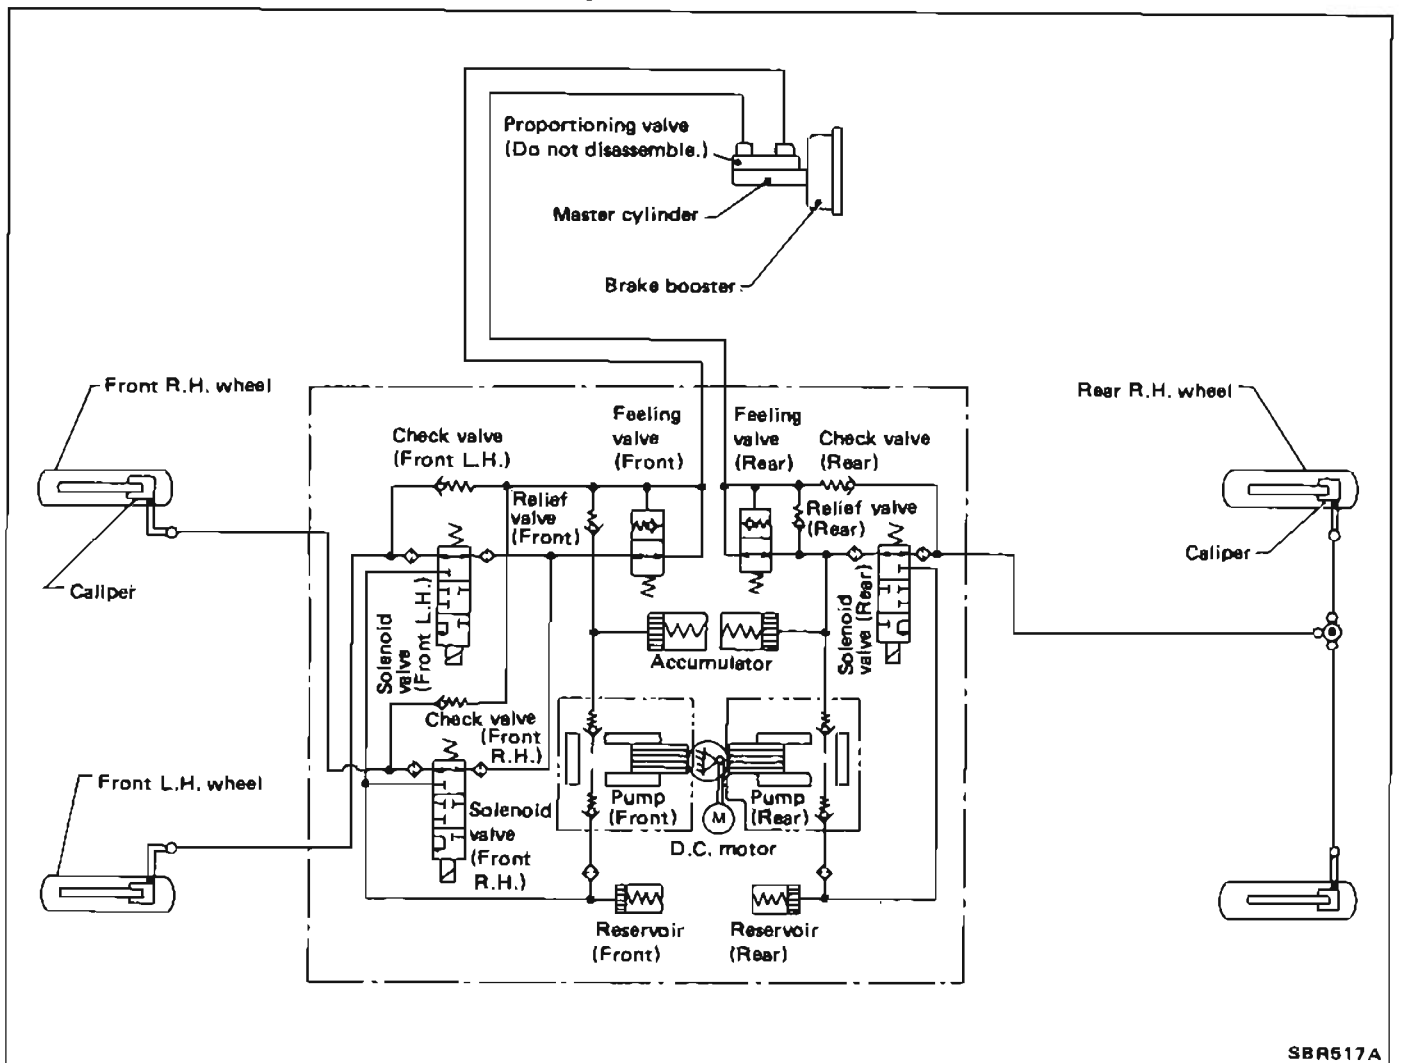 Proportioning valve
(Do not disassemble.)
Master cylinder
Brake booster
Front R.H. wheel
Rear R.H. wheel
Feeling
valve
(Front)
Feeling
valve
(Rear)
Check valve
(Front L.H.)
Check valve
(Rear)
Relief
valve
(Front)
Relief valve
(Rear)
Caliper
Caliper
Solenoid
valve
(Front L.H.)
Solenoid
valve (Rear)
Accumulator
Check valve
(Front
R.H.)
Front L.H. wheel
Pump
(Front)
Pump
(Rear)
M
D.C. motor
Solenoid
valve
(Front
R.H.)
Reservoir
(Front)
Reservoir
(Rear)
SBR517A